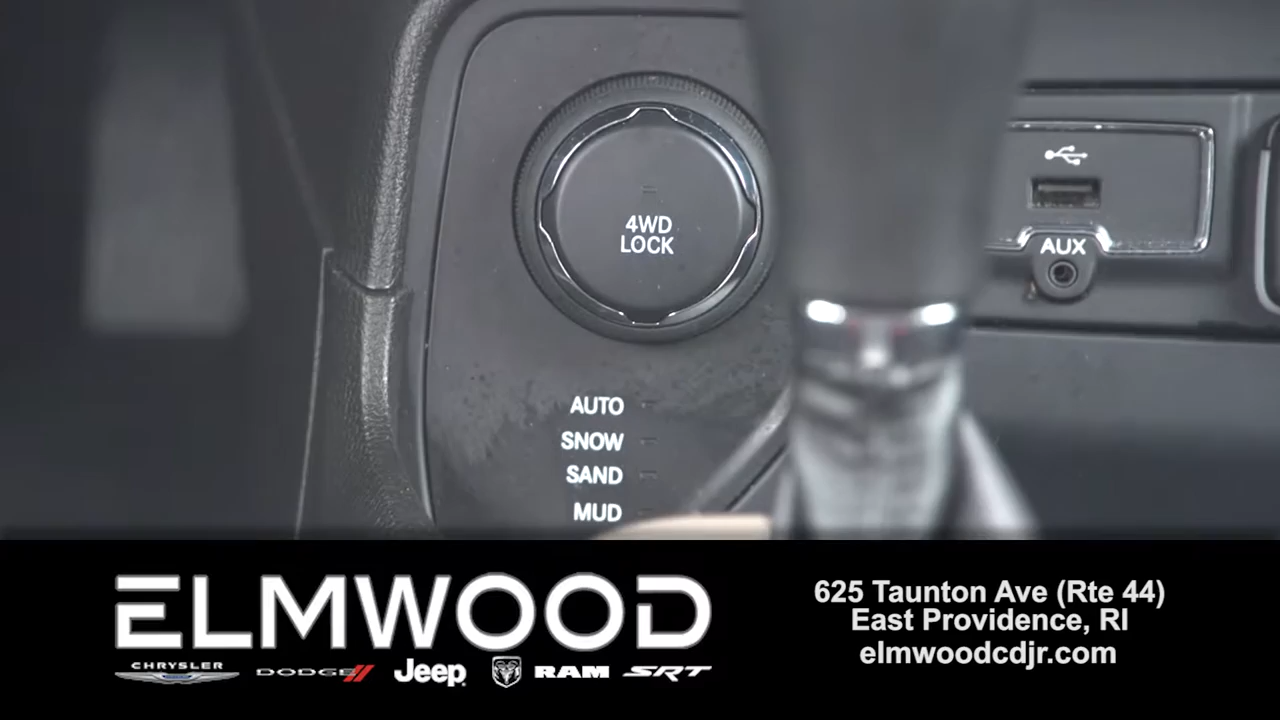 4WD
LOCK
AUX
AUTO
SNOW
SAND
MUD
ELMWOOD
CHRYSLER DODGE Jeep RAM SRT
625 Taunton Ave (Rte 44)
East Providence, RI
elmwoodcdjr.com